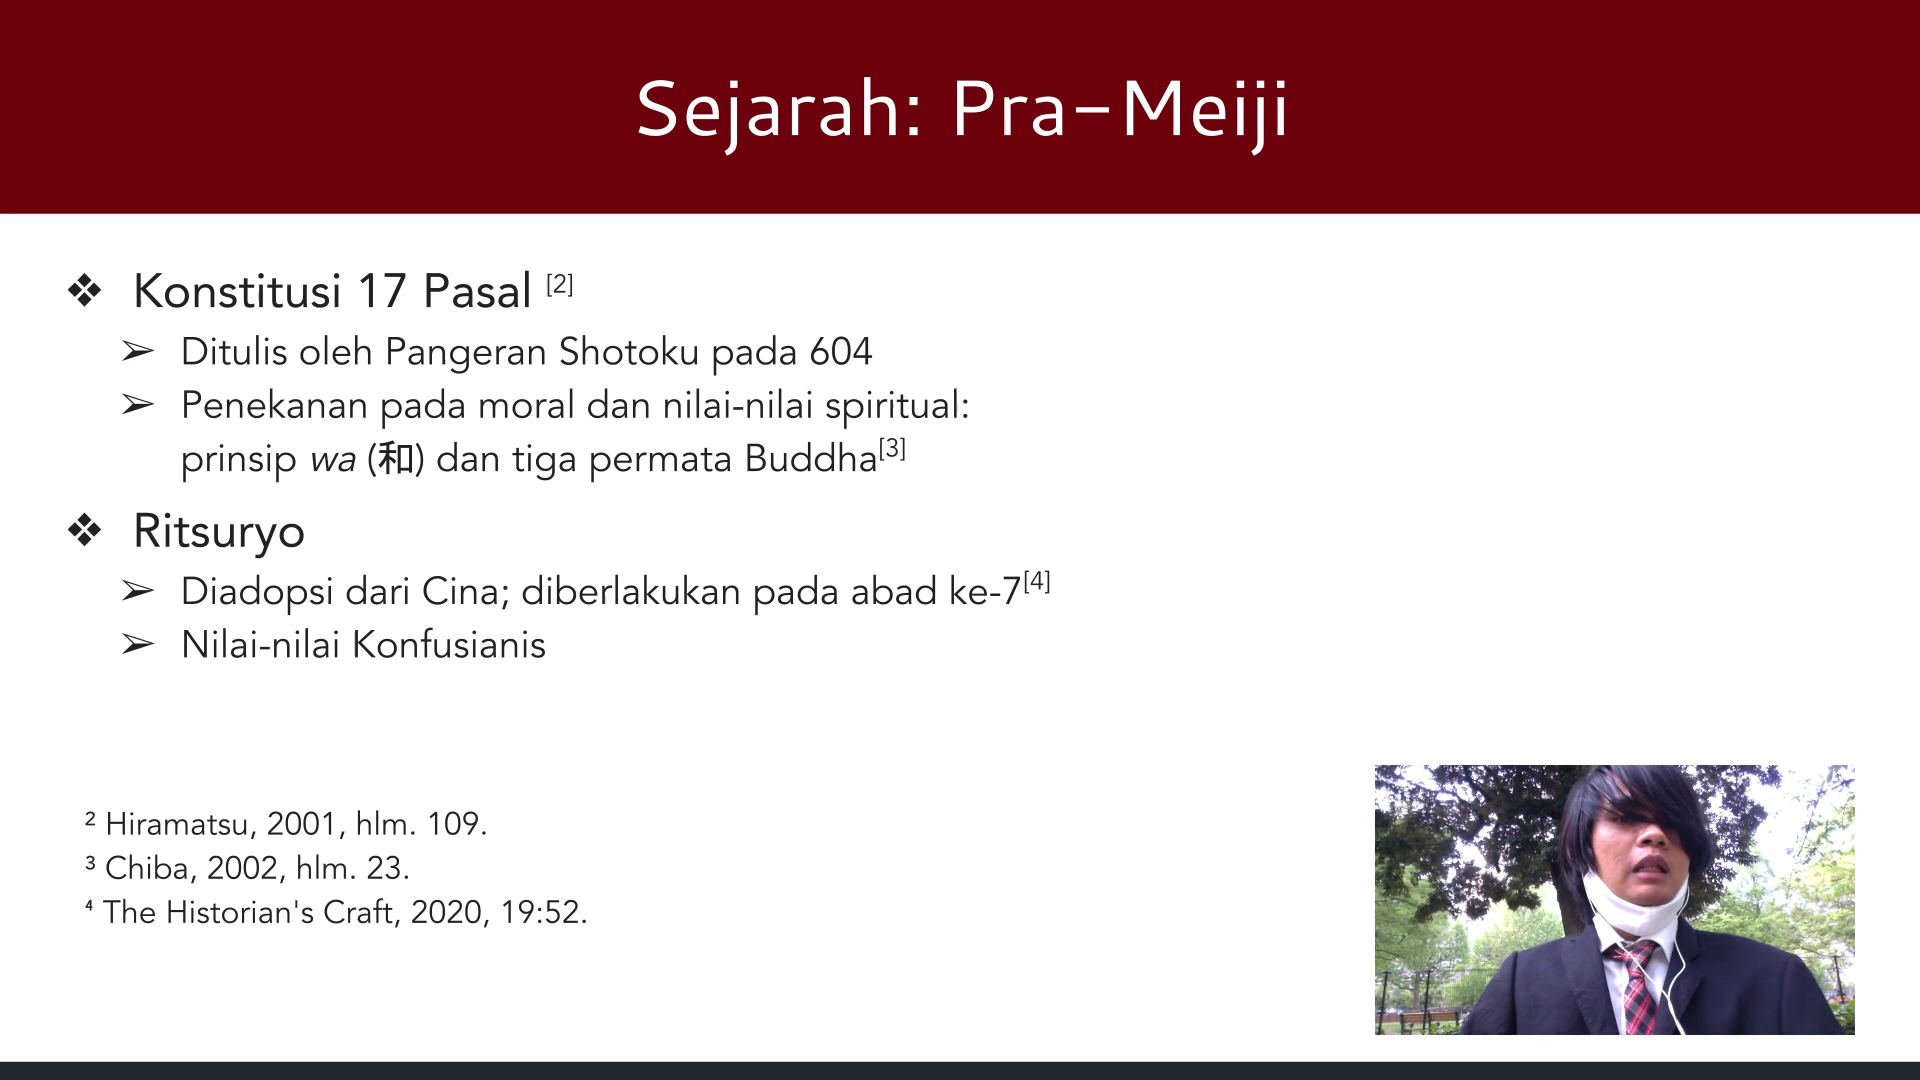 Sejarah: Pra-Meiji
❖ Konstitusi 17 Pasal [2]
➢ Ditulis oleh Pangeran Shotoku pada 604
➢ Penekanan pada moral dan nilai-nilai spiritual:
prinsip wa (和) dan tiga permata Buddha[3]
❖ Ritsuryo
➢ Diadopsi dari Cina; diberlakukan pada abad ke-7[4]
➢ Nilai-nilai Konfusianis
² Hiramatsu, 2001, hlm. 109.
³ Chiba, 2002, hlm. 23.
⁴ The Historian's Craft, 2020, 19:52.